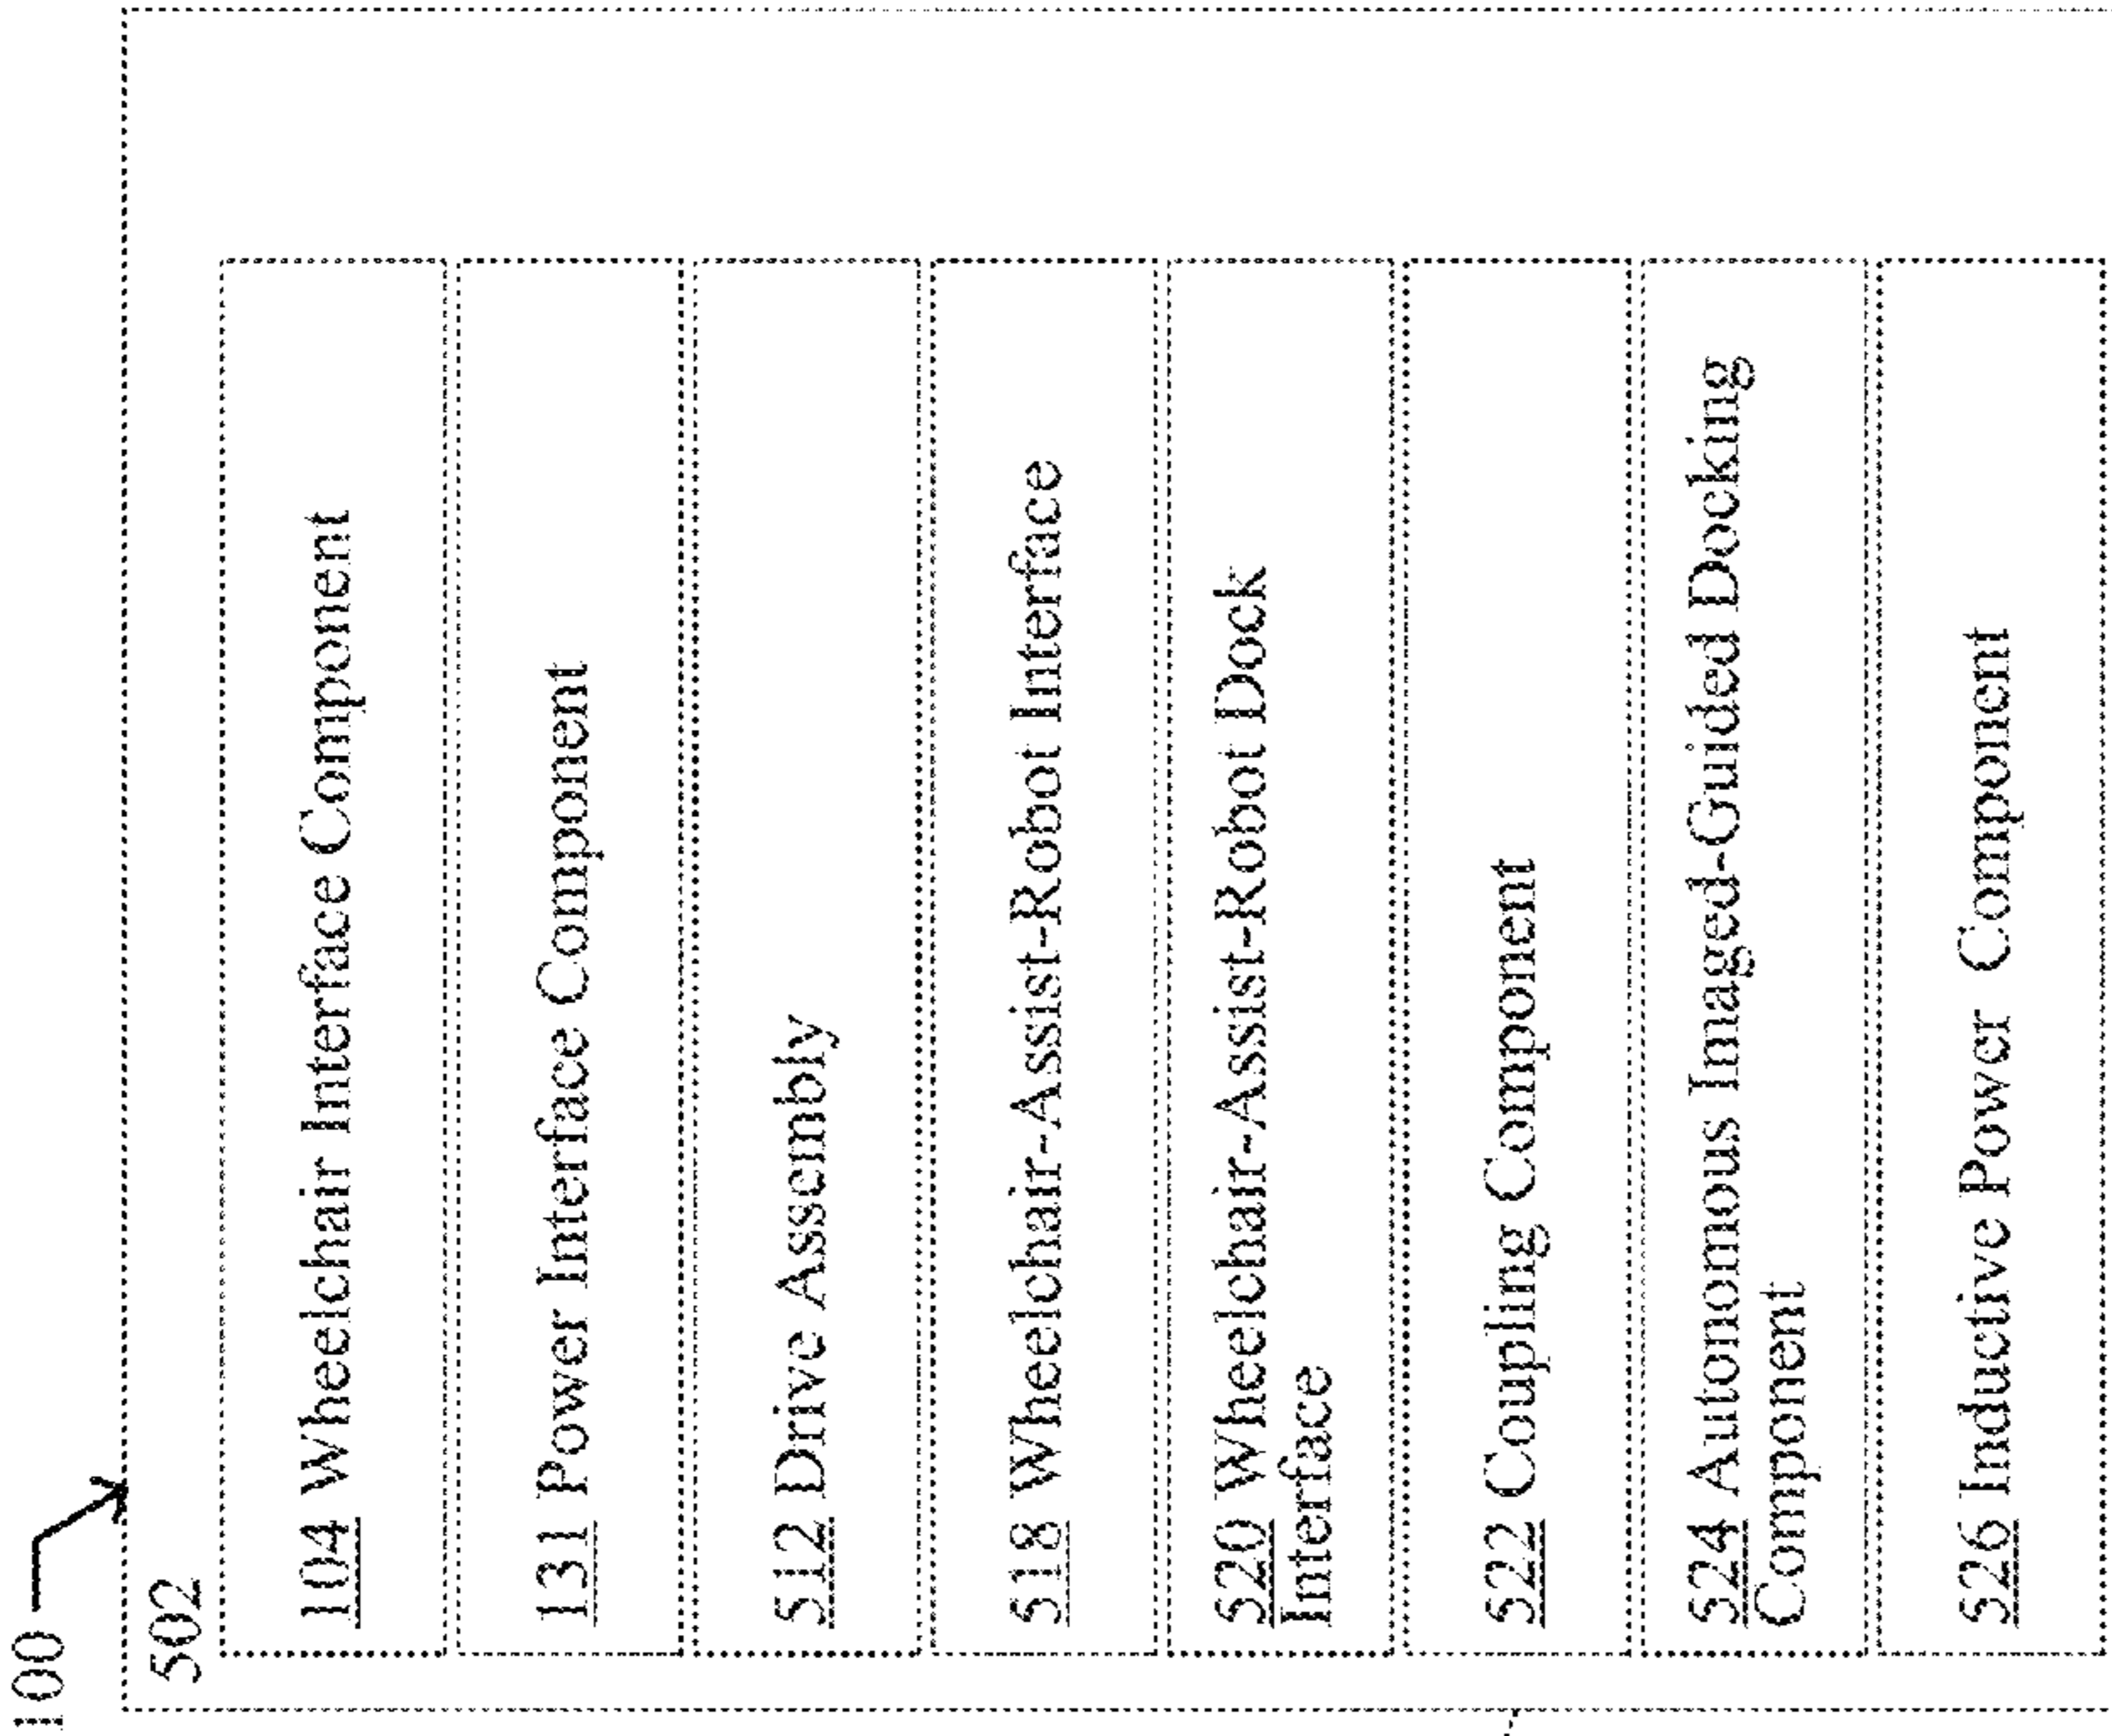 100
502
104 Wheelchair Interface Component
131 Power Interface Component
512 Drive Assembly
518 Wheelchair-Assist-Robot Interface
520 Wheelchair-Assist-Robot Dock
Interface
522 Coupling Component
524 Autonomous Imaged-Guided Docking
Component
526 Inductive Power Component